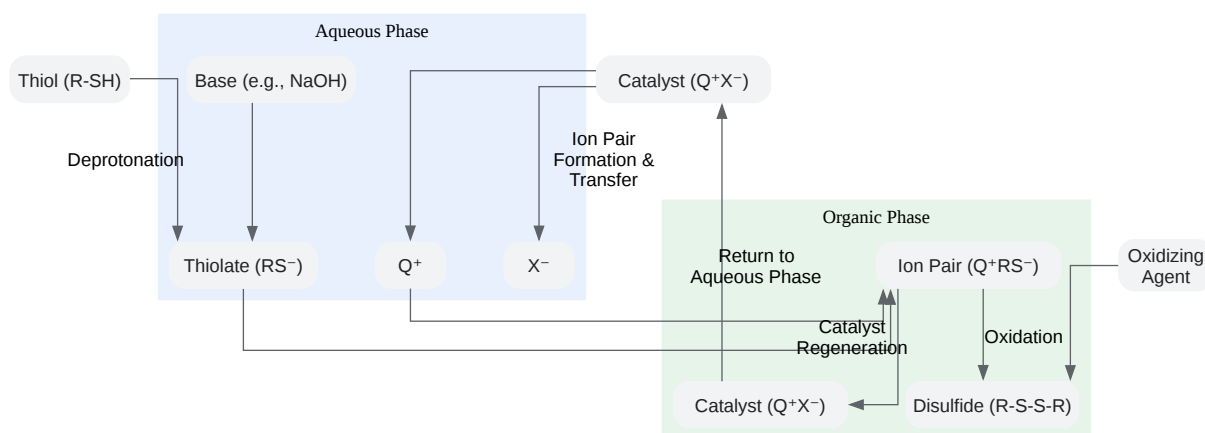 Aqueous Phase
Thiol (R-SH)
Base (e.g., NaOH)
Catalyst (Q⁺X⁻)
Deprotonation
Ion Pair
Formation &
Transfer
Organic Phase
Thiolate (RS⁻)
Q⁺
X⁻
Return to
Aqueous Phase
Ion Pair (Q⁺RS⁻)
Oxidizing
Agent
Catalyst
Regeneration
Oxidation
Catalyst (Q⁺X⁻)
Disulfide (R-S-S-R)